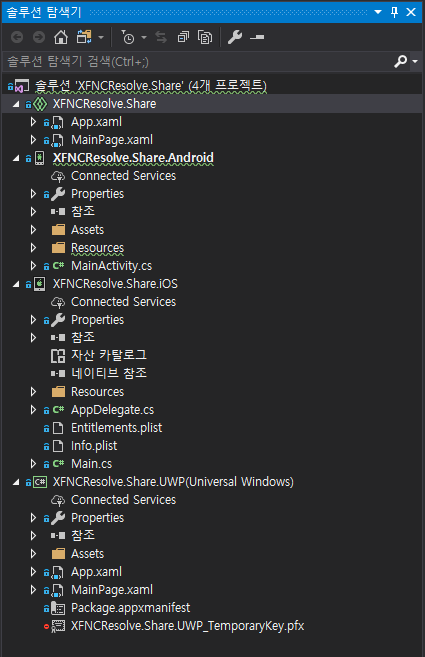 솔루션 탐색기
솔루션 탐색기 검색(Ctrl+;)
솔루션 'XFNCResolve.Share' (4개 프로젝트)
XFNCResolve.Share
App.xaml
MainPage.xaml
XFNCResolve.Share.Android
Connected Services
Properties
참조
Assets
Resources
C# MainActivity.cs
XFNCResolve.Share.iOS
Connected Services
Properties
참조
자산 카탈로그
네이티브 참조
Resources
C# AppDelegate.cs
Entitlements.plist
Info.plist
C# Main.cs
C# XFNCResolve.Share.UWP(Universal Windows)
Connected Services
Properties
참조
Assets
App.xaml
MainPage.xaml
Package.appxmanifest
XFNCResolve.Share.UWP_TemporaryKey.pfx